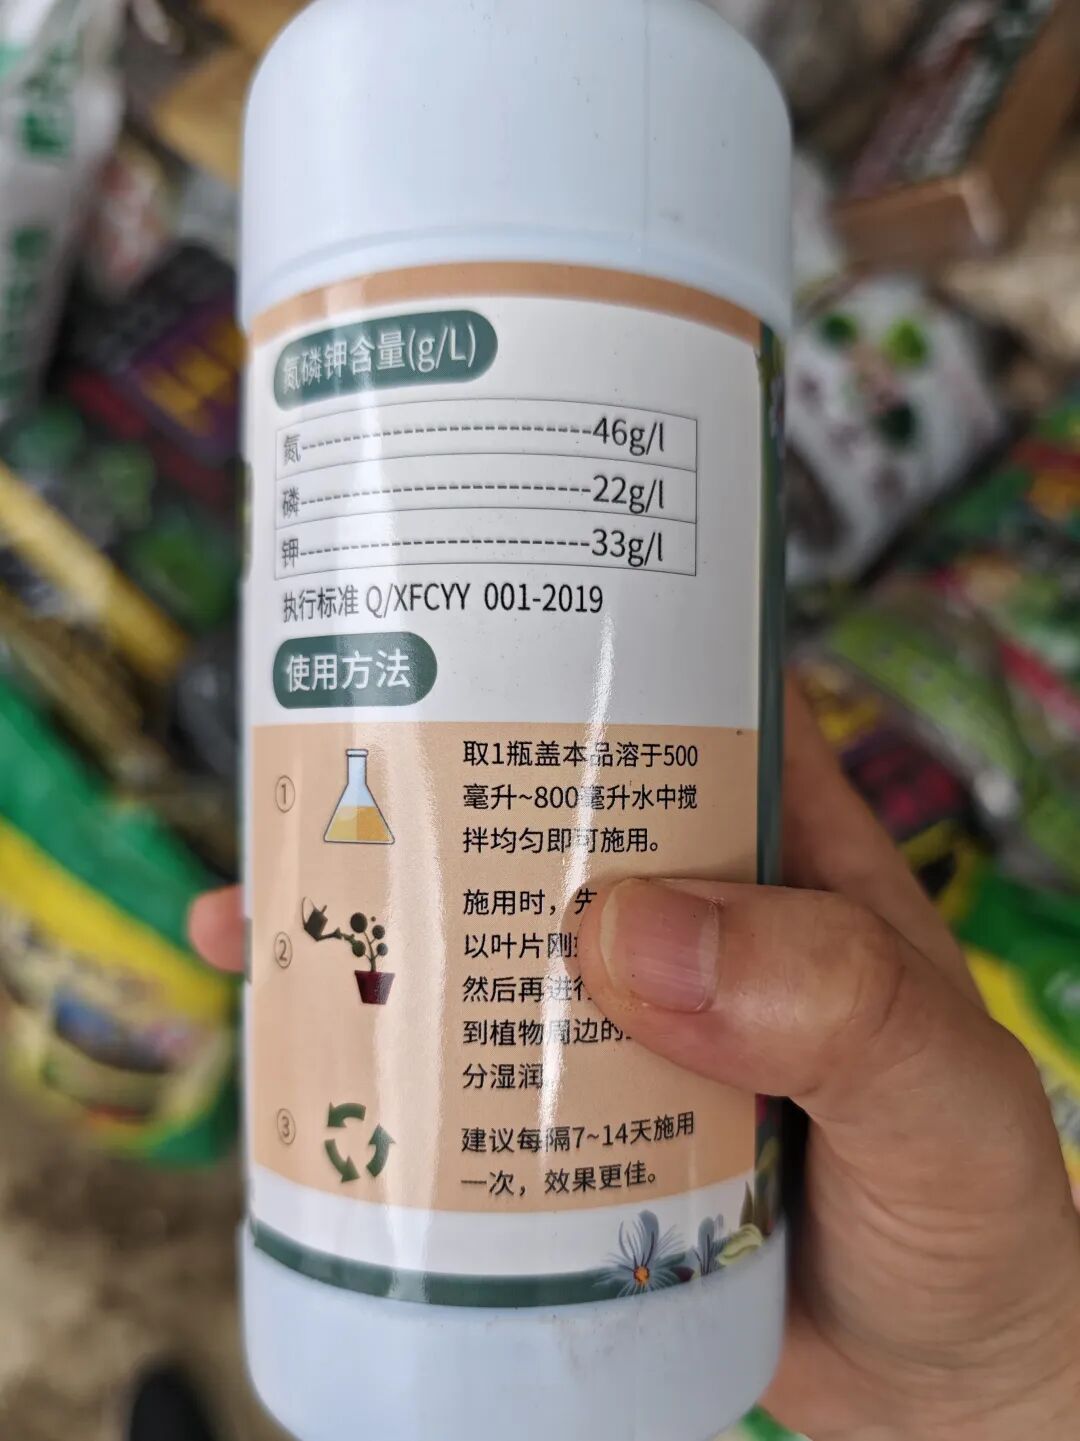 氮磷钾含量(g/L)
氮-----------------------------46g/l
磷-----------------------------22g/l
钾-----------------------------33g/l
执行标准 Q/XFCYY 001-2019
使用方法
①
取1瓶盖本品溶于500
毫升~800毫升水中搅
拌均匀即可施用。
②
施用时，先
以叶片刚
然后再进行
到植物周边的
分湿润
③
建议每隔7~14天施用
一次，效果更佳。